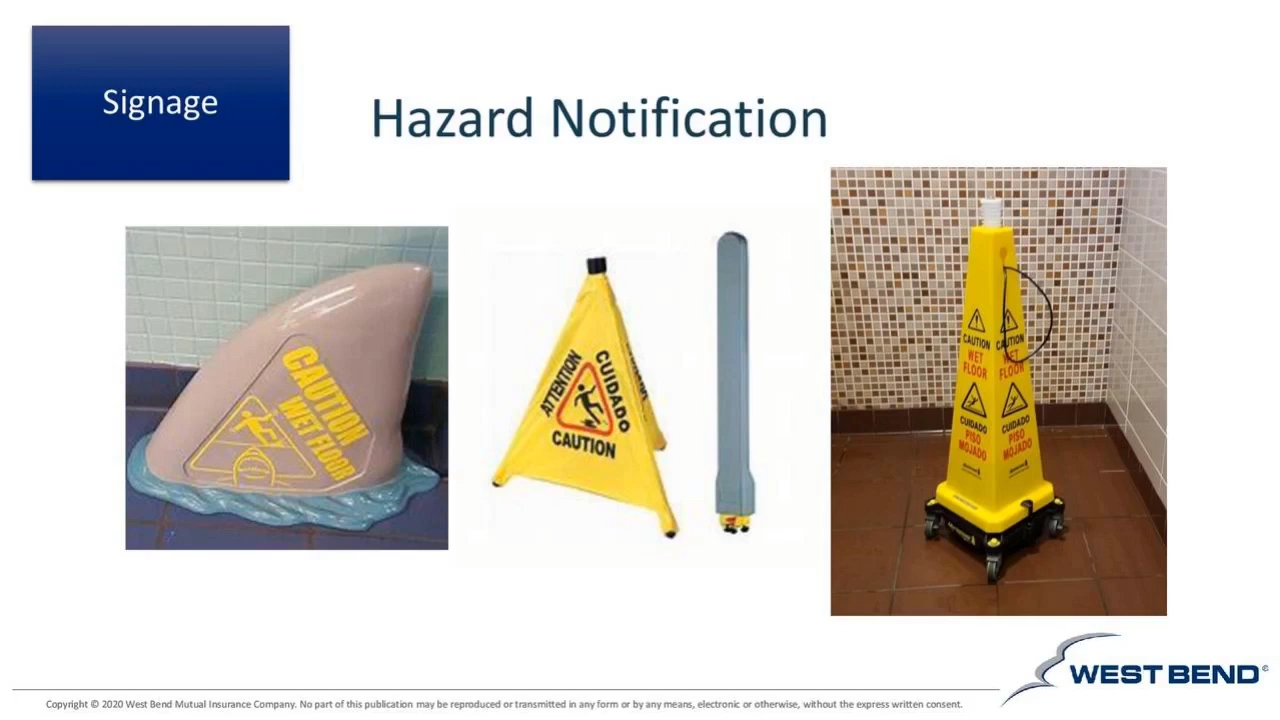 Signage
Hazard Notification
CAUTION
WET FLOOR
ATTENTION
CUIDADO
CAUTION
CAUTION
WET
FLOOR
CUIDADO
PISO
MOJADO
CAUTION
WET
FLOOR
CUIDADO
PISO
MOJADO
WEST BEND®
Copyright © 2020 West Bend Mutual Insurance Company. No part of this publication may be reproduced or transmitted in any form or by any means, electronic or otherwise, without the express written consent.